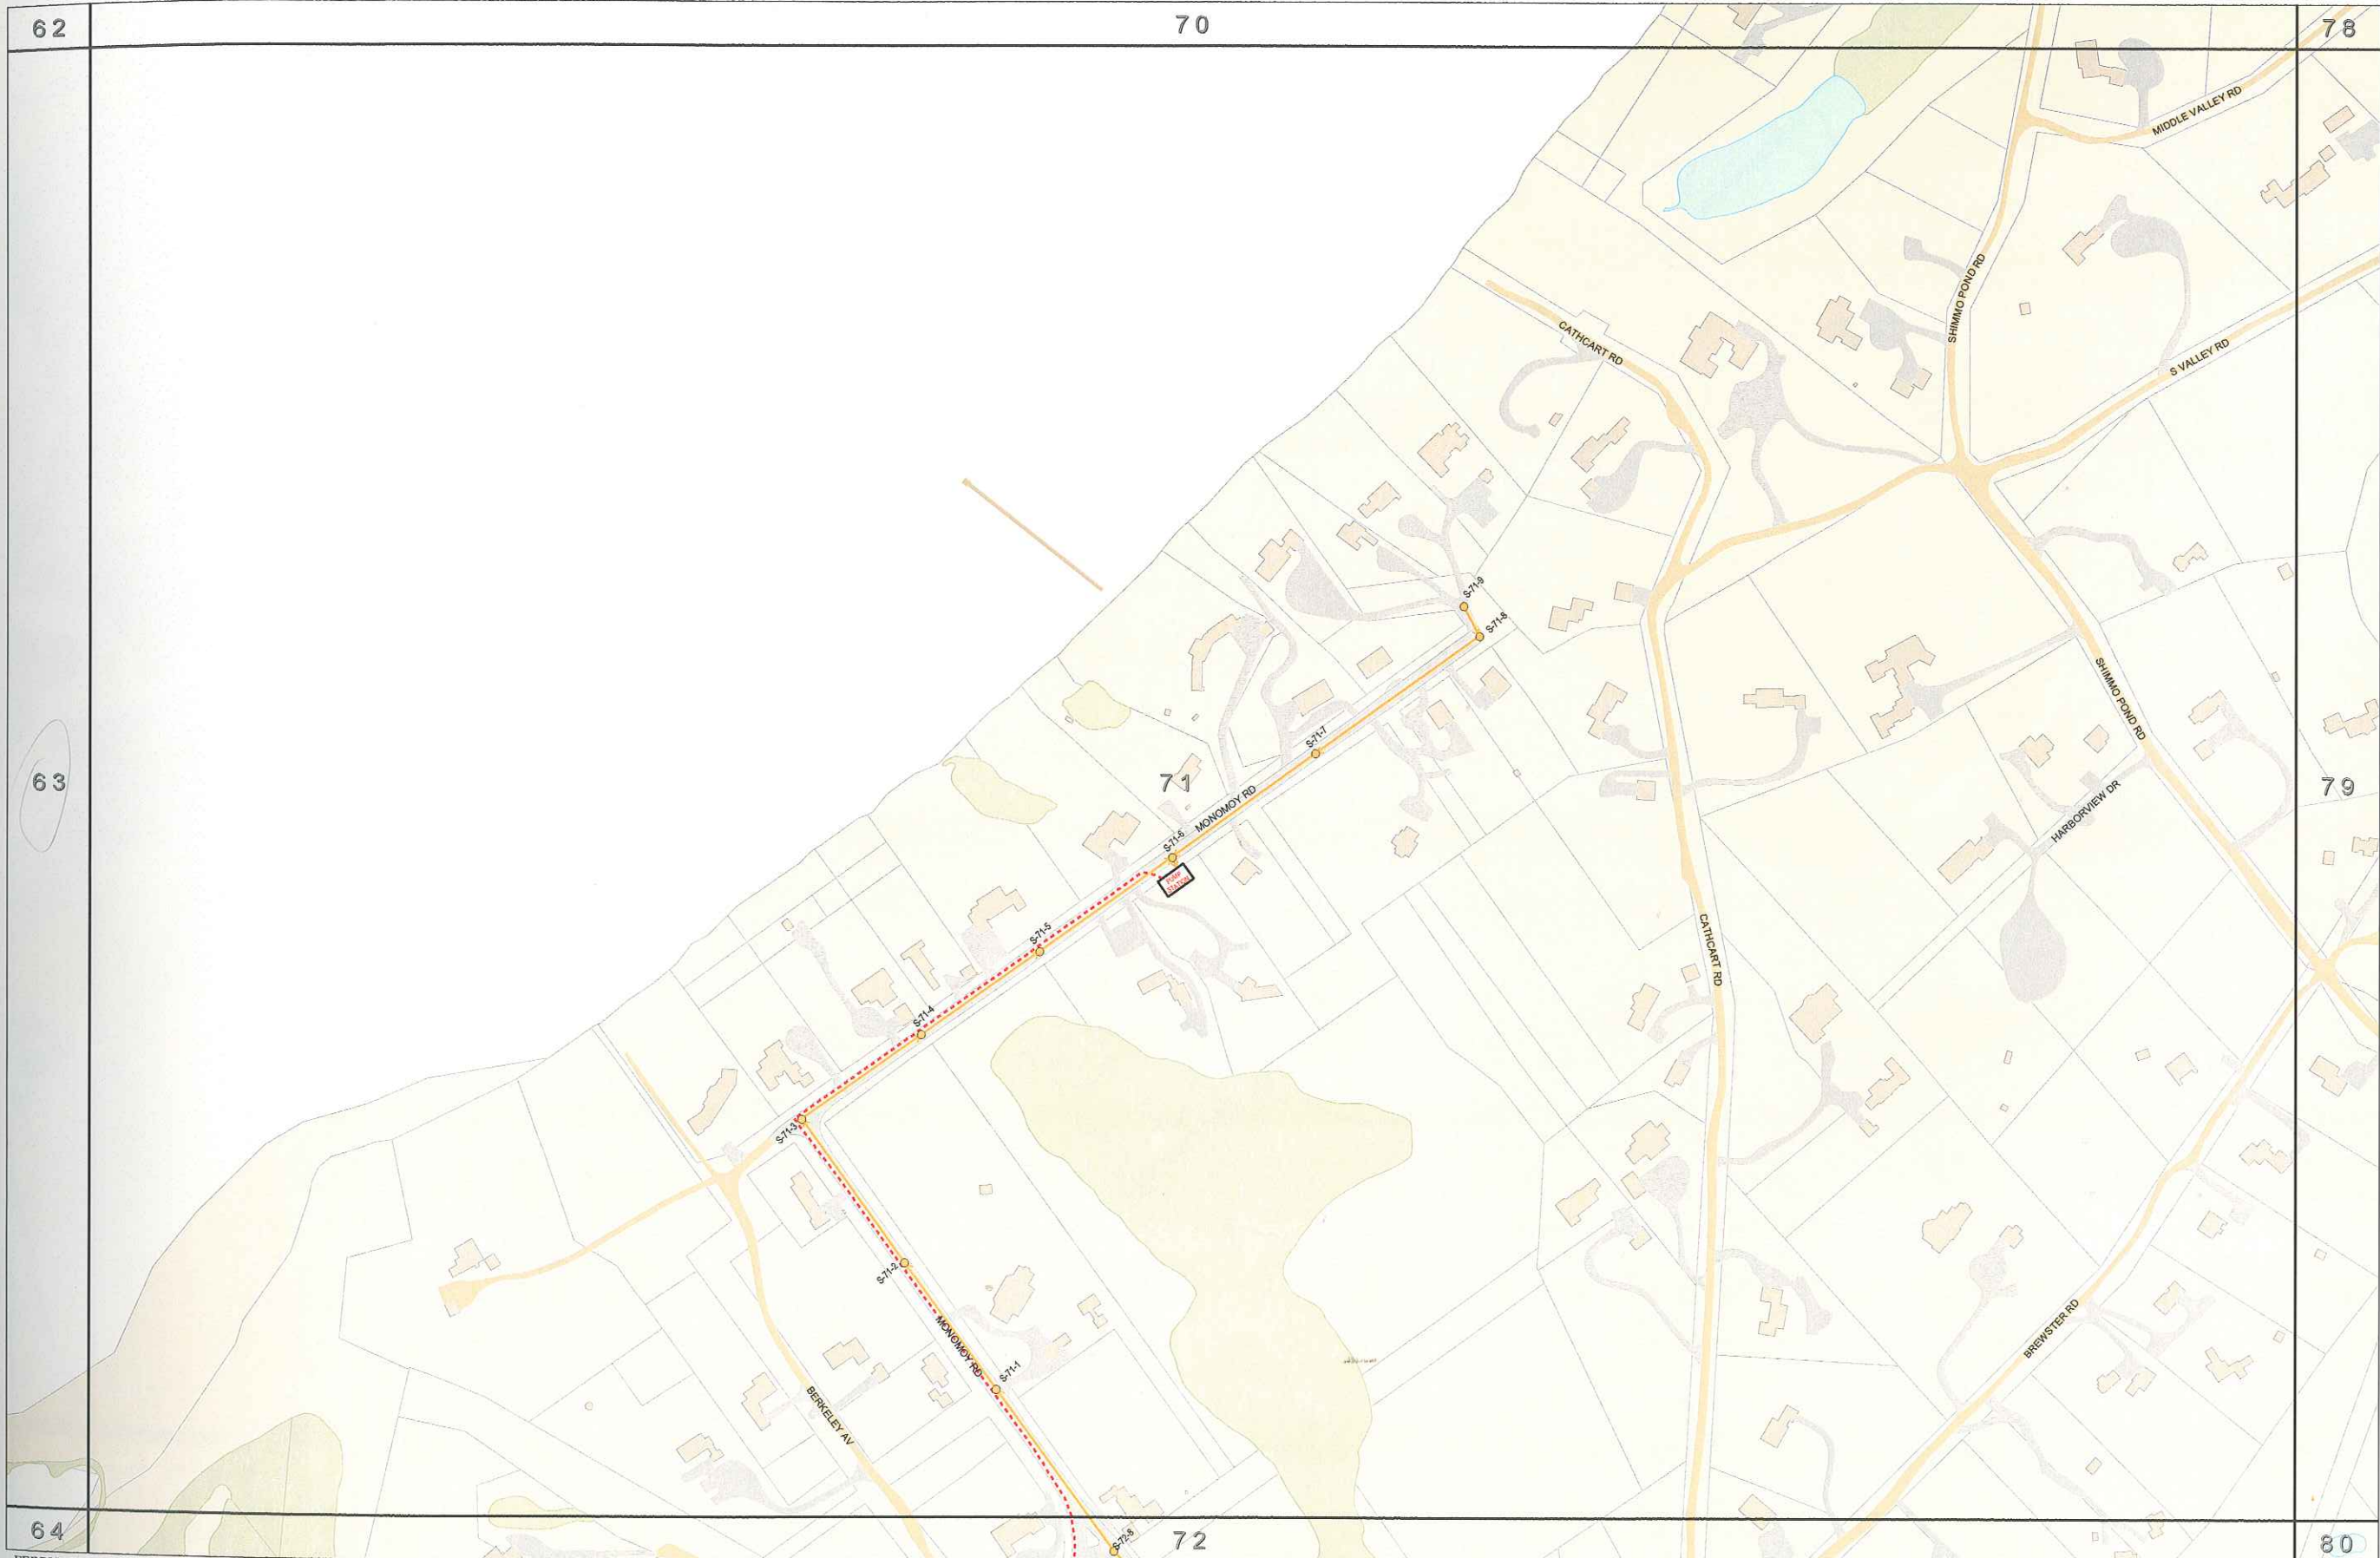 62
70
78
MIDDLE VALLEY RD
SHIMMO POND RD
CATHCART RD
S VALLEY RD
S-71-9
S-71-8
SHIMMO POND RD
S-71-7
63
71
79
MONOMOY RD
HARBORVIEW DR
S-71-6
PUMP
STATION
S-71-5
CATHCART RD
S-71-4
S-71-3
S-71-2
MONOMOY RD
BREWSTER RD
S-71-1
BERKELEY AV
64
72
S-72-8
80